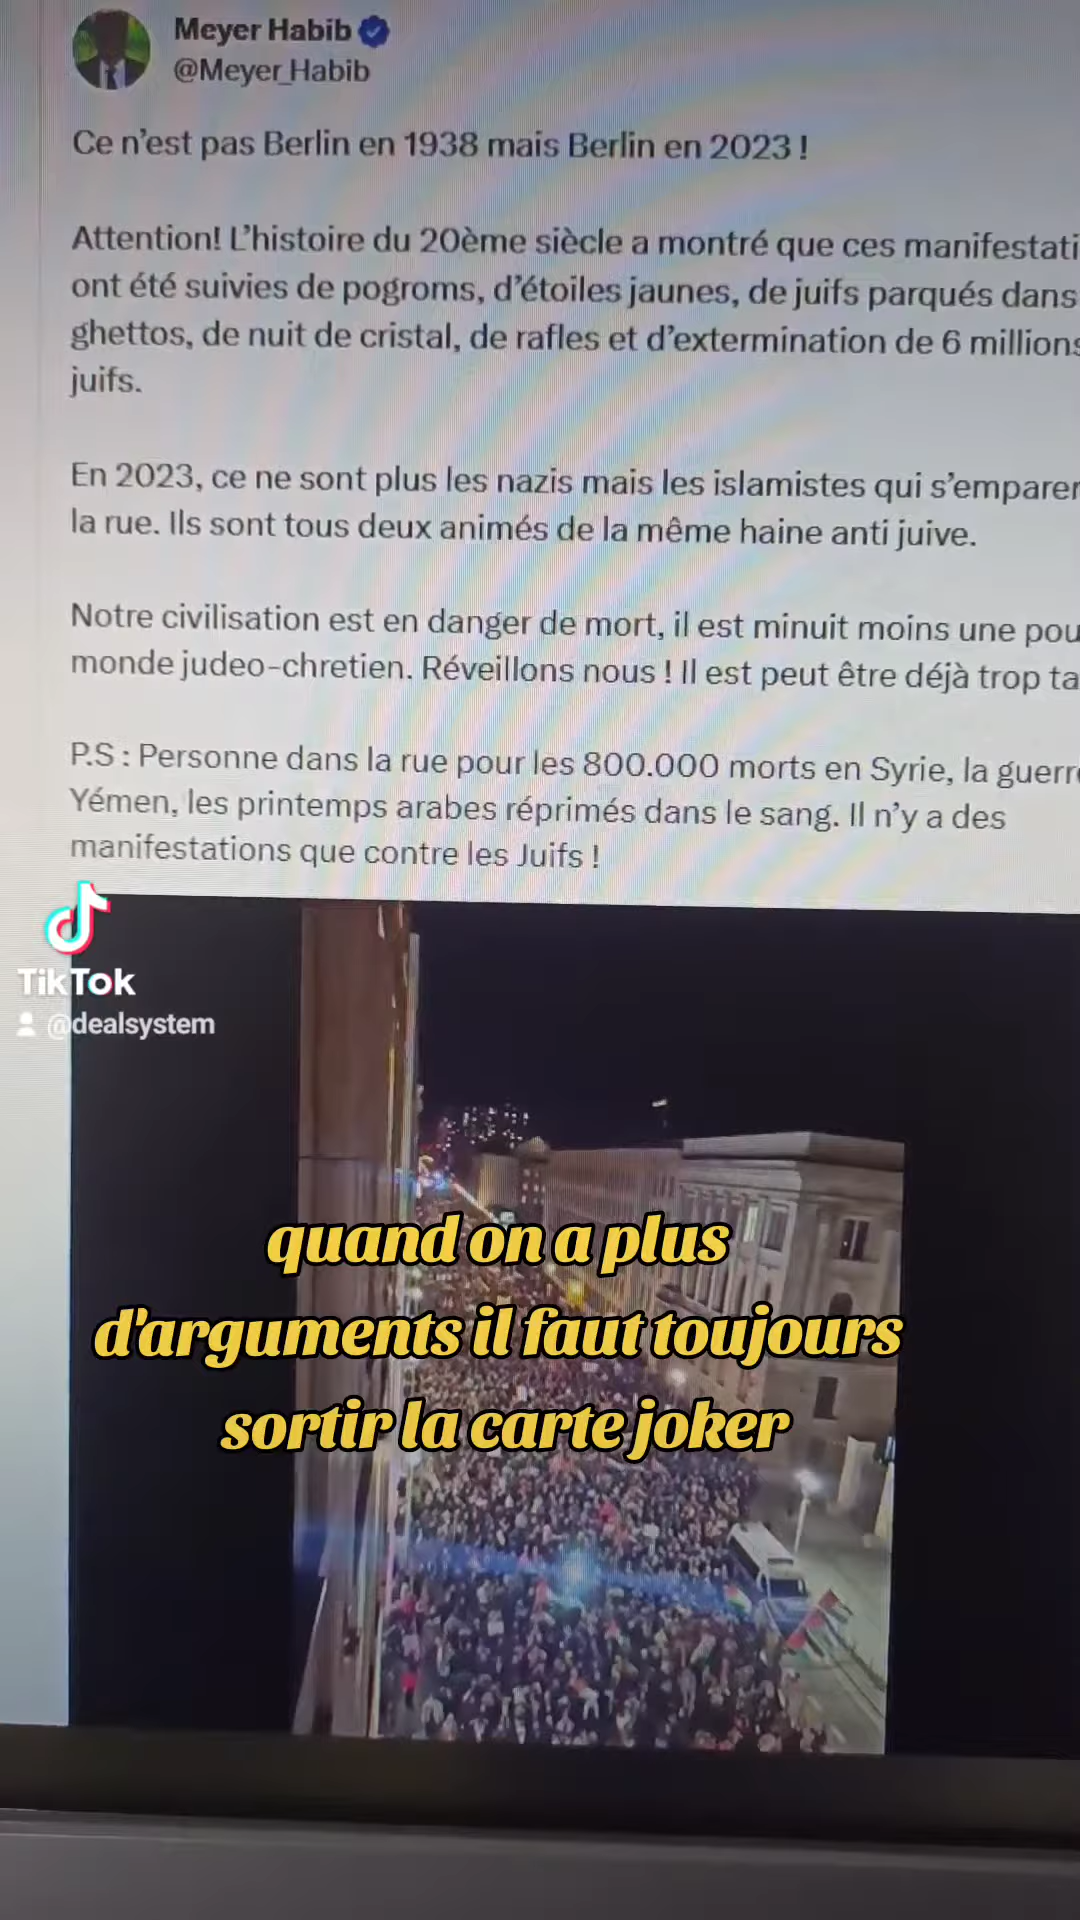 Meyer Habib
@Meyer_Habib
Ce n'est pas Berlin en 1938 mais Berlin en 2023 !
Attention! L'histoire du 20ème siècle a montré que ces manifestati
ont été suivies de pogroms, d'étoiles jaunes, de juifs parqués dans
ghettos, de nuit de cristal, de rafles et d'extermination de 6 millions
juifs.
En 2023, ce ne sont plus les nazis mais les islamistes qui s'emparer
la rue. Ils sont tous deux animés de la même haine anti juive.
Notre civilisation est en danger de mort, il est minuit moins une pou
monde judeo-chretien. Réveillons nous ! Il est peut être déjà trop ta
P.S : Personne dans la rue pour les 800.000 morts en Syrie, la guerre
Yémen, les printemps arabes réprimés dans le sang. Il n'y a des
manifestations que contre les Juifs !
TikTok
@dealsystem
quand on a plus
d'arguments il faut toujours
sortir la carte joker